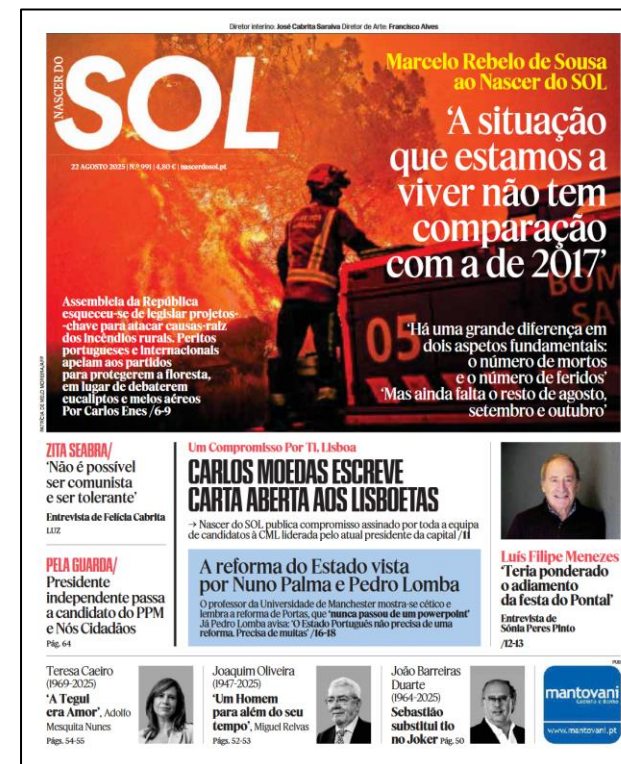 Diretor interino: José Cabrita Saraiva Diretor de Arte: Francisco Alves
NASCER DO
SOL
22 AGOSTO 2025 | N.º 991 | 4,80 € | nascerdosol.pt
Marcelo Rebelo de Sousa
ao Nascer do SOL
'A situação
que estamos a
viver não tem
comparação
com a de 2017'
'Há uma grande diferença em
dois aspetos fundamentais:
o número de mortos
e o número de feridos'
'Mas ainda falta o resto de agosto,
setembro e outubro'
Assembleia da República
esqueceu-se de legislar projetos-
-chave para atacar causas-raiz
dos incêndios rurais. Peritos
portugueses e internacionais
apelam aos partidos
para protegerem a floresta,
em lugar de debaterem
eucaliptos e meios aéreos
Por Carlos Enes /6-9
05
BOM
SA
ZITA SEABRA/
'Não é possível
ser comunista
e ser tolerante'
Entrevista de Felícia Cabrita
LUZ
PELA GUARDA/
Presidente
independente passa
a candidato do PPM
e Nós Cidadãos
Pág. 64
Um Compromisso Por Ti, Lisboa
CARLOS MOEDAS ESCREVE
CARTA ABERTA AOS LISBOETAS
→ Nascer do SOL publica compromisso assinado por toda a equipa
de candidatos à CML liderada pelo atual presidente da capital /11
A reforma do Estado vista
por Nuno Palma e Pedro Lomba
O professor da Universidade de Manchester mostra-se cético e
lembra a reforma de Portas, que 'nunca passou de um powerpoint'
Já Pedro Lomba avisa: 'O Estado Português não precisa de uma
reforma. Precisa de muitas' /16-18
Luís Filipe Menezes
'Teria ponderado
o adiamento
da festa do Pontal'
Entrevista de
Sónia Peres Pinto
/12-13
Teresa Caeiro
(1969-2025)
'A Tegui
era Amor', Adolfo
Mesquita Nunes
Págs. 54-55
Joaquim Oliveira
(1947-2025)
'Um Homem
para além do seu
tempo', Miguel Relvas
Págs. 52-53
João Barreiras
Duarte
(1964-2025)
Sebastião
substitui tio
no Joker Pág. 50
PUB
mantovani
www.mantovani.pt